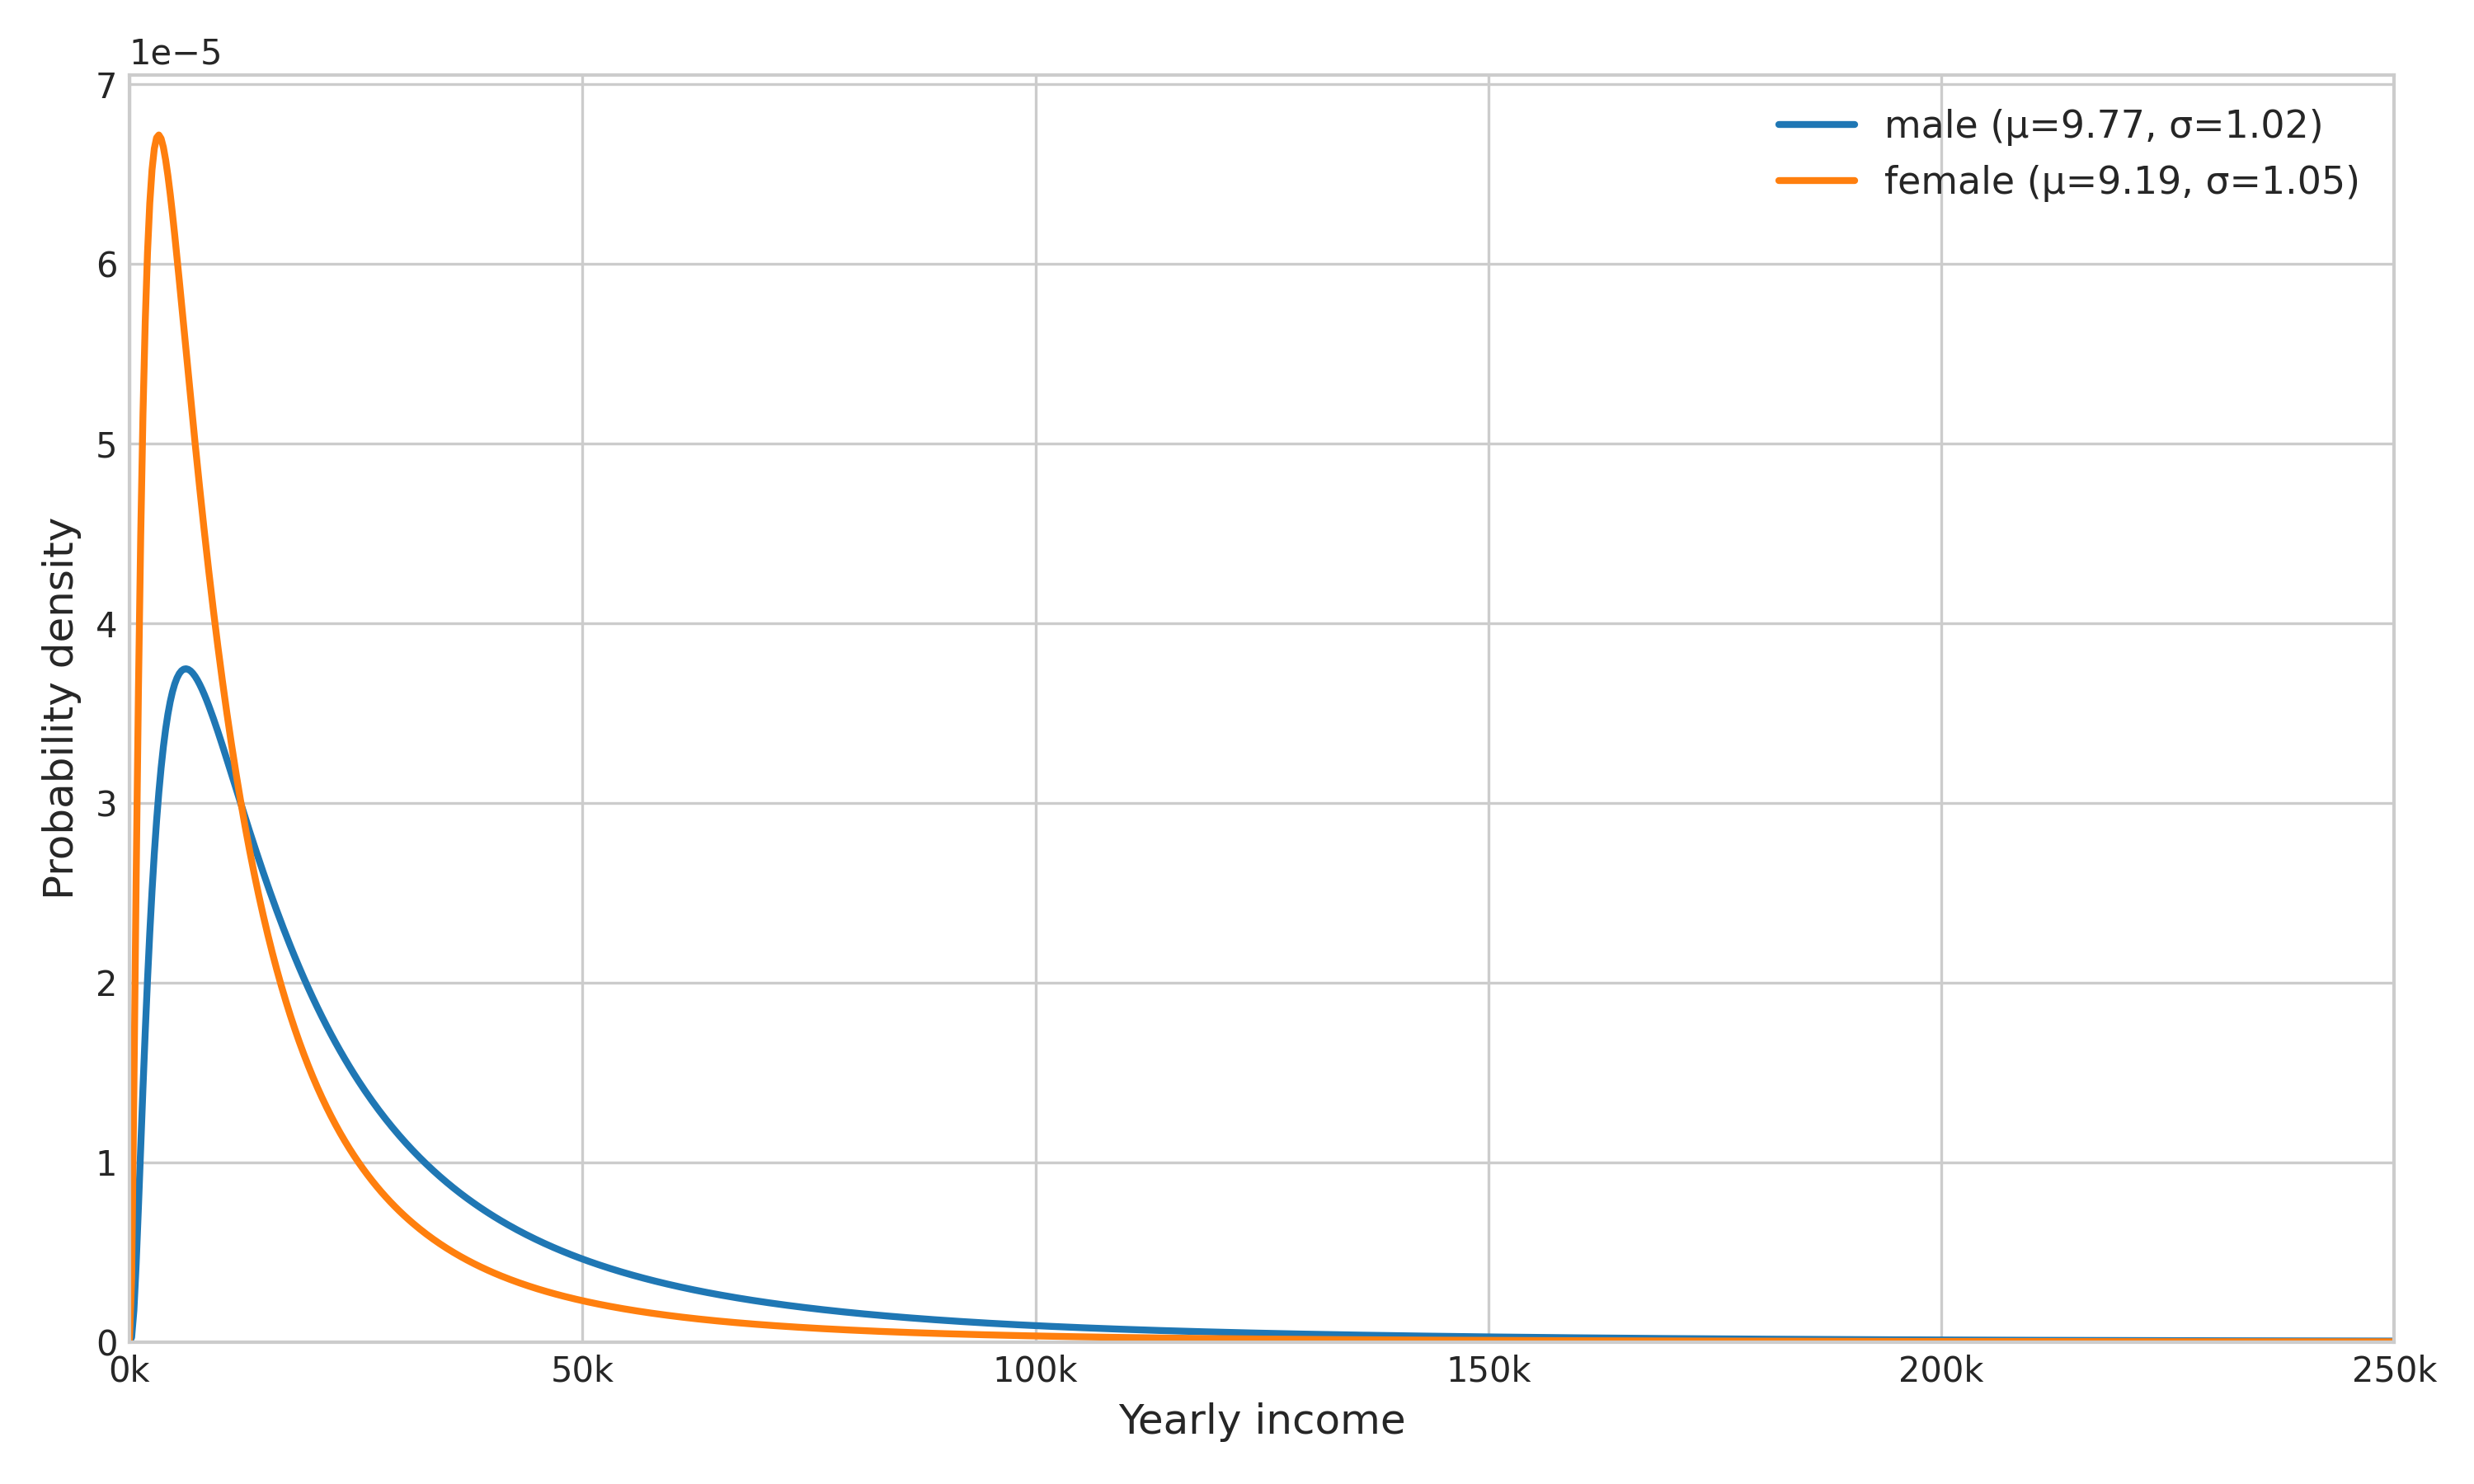 1e−5
7
6
5
4
3
2
1
0
Probability density
0k 50k 100k 150k 200k 250k
Yearly income
male (μ=9.77, σ=1.02)
female (μ=9.19, σ=1.05)